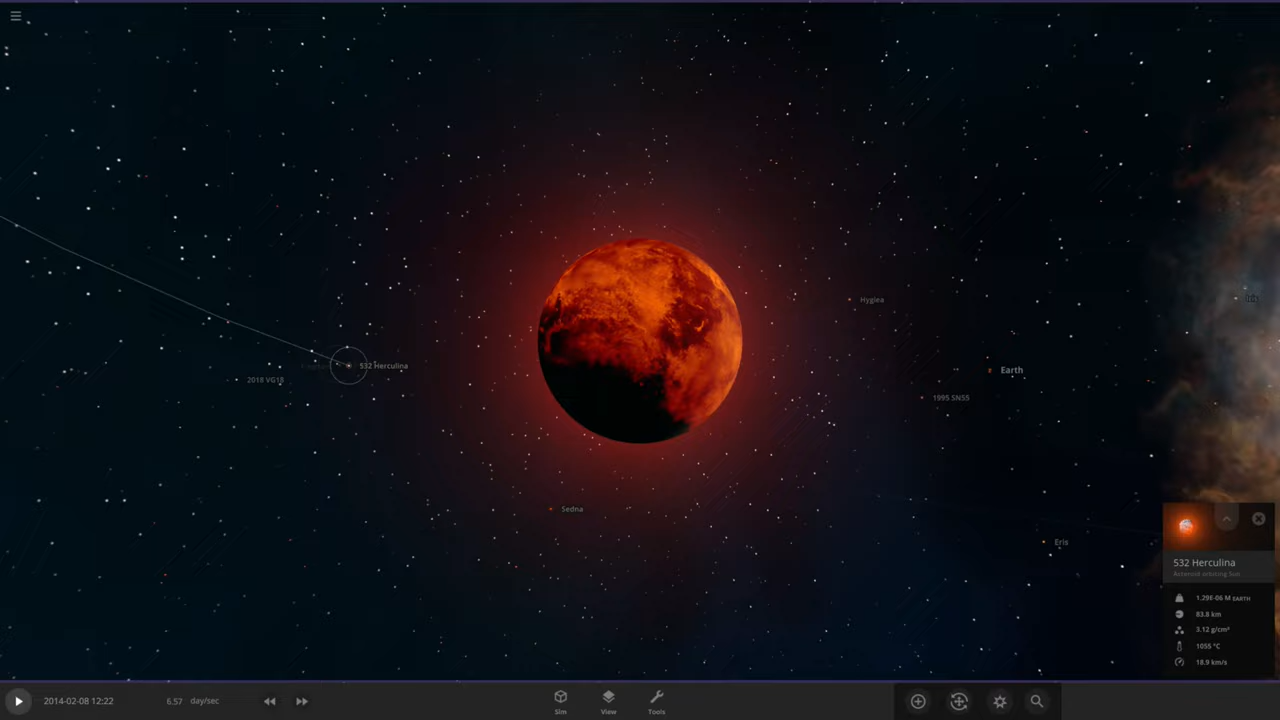 Iris
Hygiea
532 Herculina
2018 VG18
Earth
1995 SN55
Sedna
Eris
532 Herculina
Asteroid orbiting Sun
1.29E-06 M EARTH
83.8 km
3.12 g/cm³
1055 °C
18.9 km/s
2014-02-08 12:22
6.57 day/sec
Sim
View
Tools